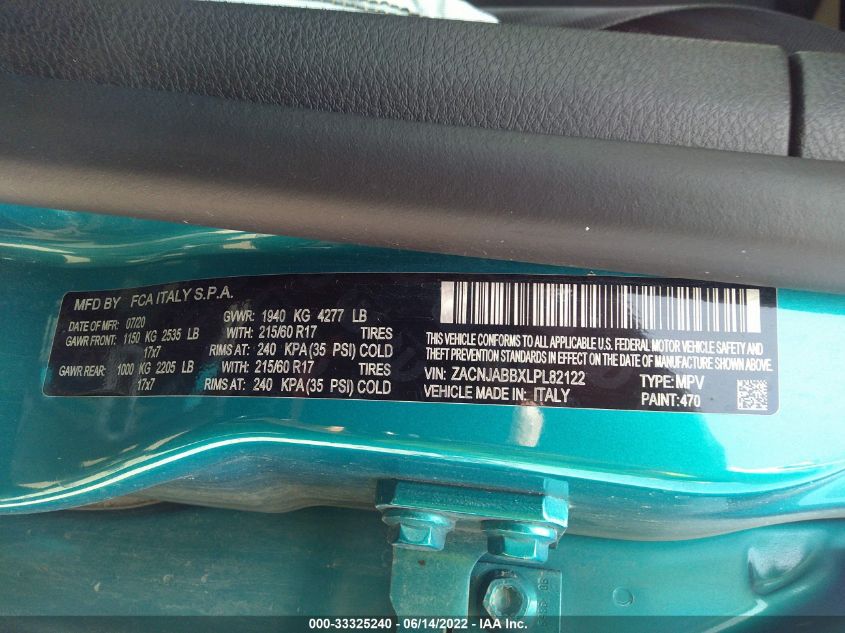 MFD BY FCA ITALY S.P.A.
DATE OF MFR: 07/20 GVWR: 1940 KG 4277 LB
GAWR FRONT: 1150 KG 2535 LB WITH: 215/60 R17 TIRES
17x7 RIMS AT: 240 KPA (35 PSI) COLD
GAWR REAR: 1000 KG 2205 LB WITH: 215/60 R17 TIRES
17x7 RIMS AT: 240 KPA (35 PSI) COLD
THIS VEHICLE CONFORMS TO ALL APPLICABLE U.S. FEDERAL MOTOR VEHICLE SAFETY AND
THEFT PREVENTION STANDARDS IN EFFECT ON THE DATE OF MANUFACTURE SHOWN ABOVE.
VIN: ZACNJABBXLPL82122 TYPE: MPV
VEHICLE MADE IN: ITALY PAINT: 470
000-33325240 - 06/14/2022 - IAA Inc.